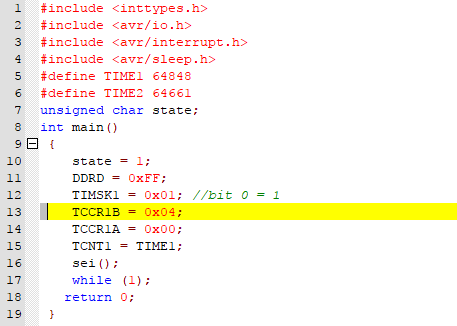 1 #include <inttypes.h>
2 #include <avr/io.h>
3 #include <avr/interrupt.h>
4 #include <avr/sleep.h>
5 #define TIME1 64848
6 #define TIME2 64661
7 unsigned char state;
8 int main()
9 {
10 state = 1;
11 DDRD = 0xFF;
12 TIMSK1 = 0x01; //bit 0 = 1
13 TCCR1B = 0x04;
14 TCCR1A = 0x00;
15 TCNT1 = TIME1;
16 sei();
17 while (1);
18 return 0;
19 }